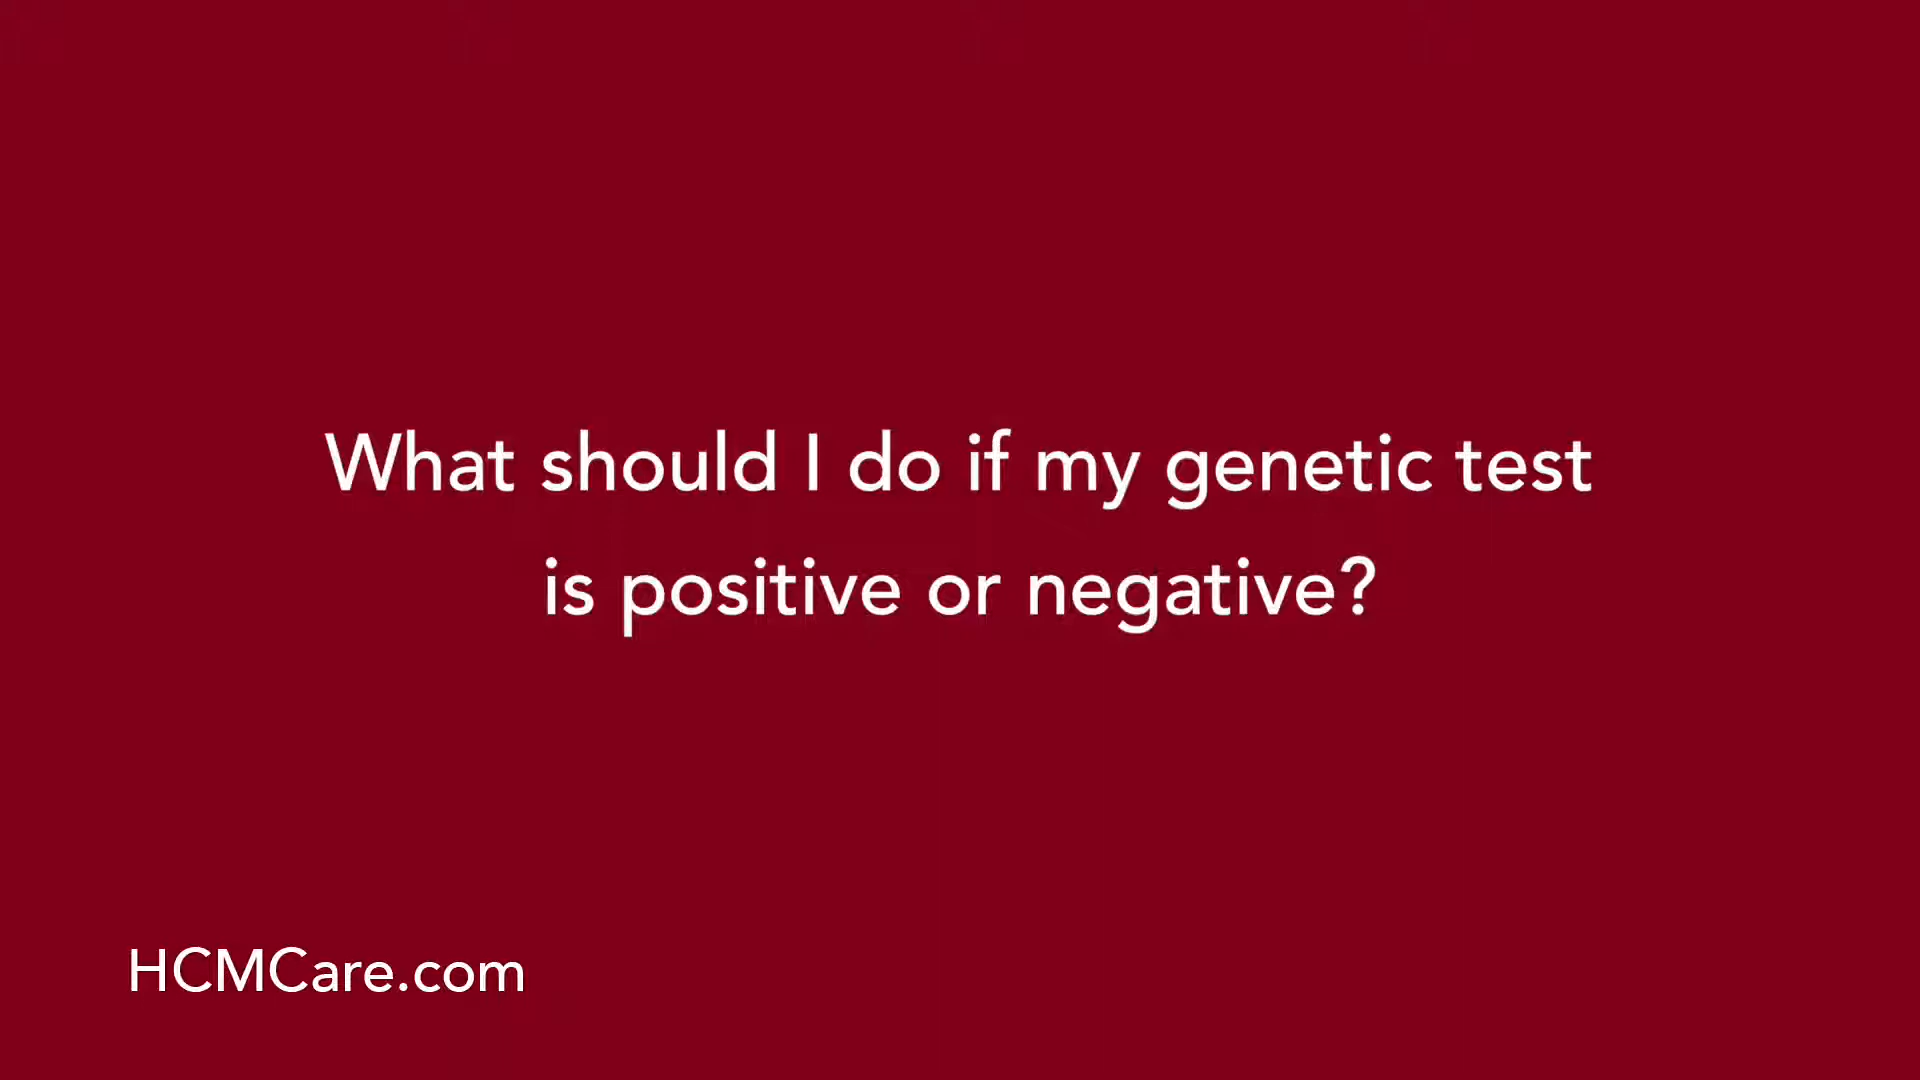 What should I do if my genetic test
is positive or negative?
HCMCare.com